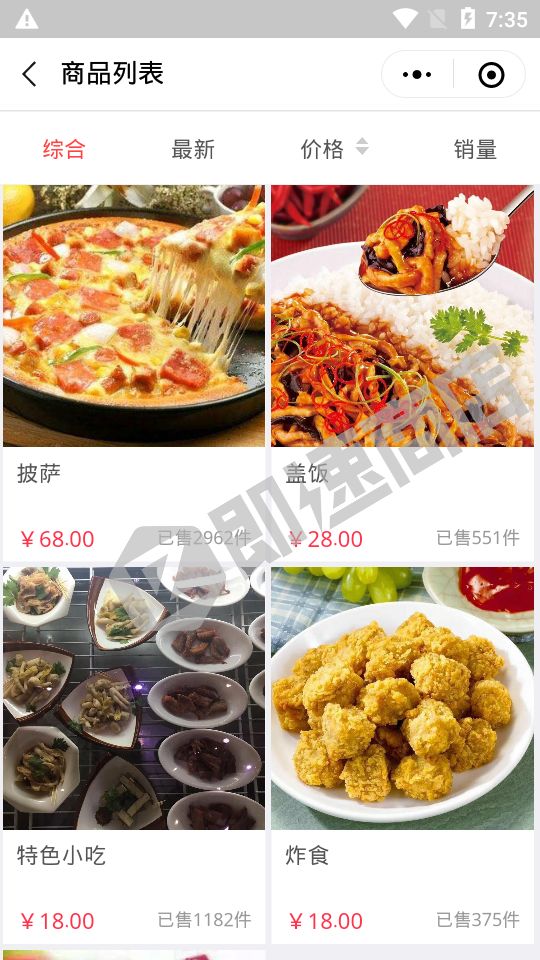 7:35
商品列表
综合 最新 价格 销量
披萨 盖饭
¥68.00 已售2962件 ¥28.00 已售551件
即速商店
特色小吃 炸食
¥18.00 已售1182件 ¥18.00 已售375件